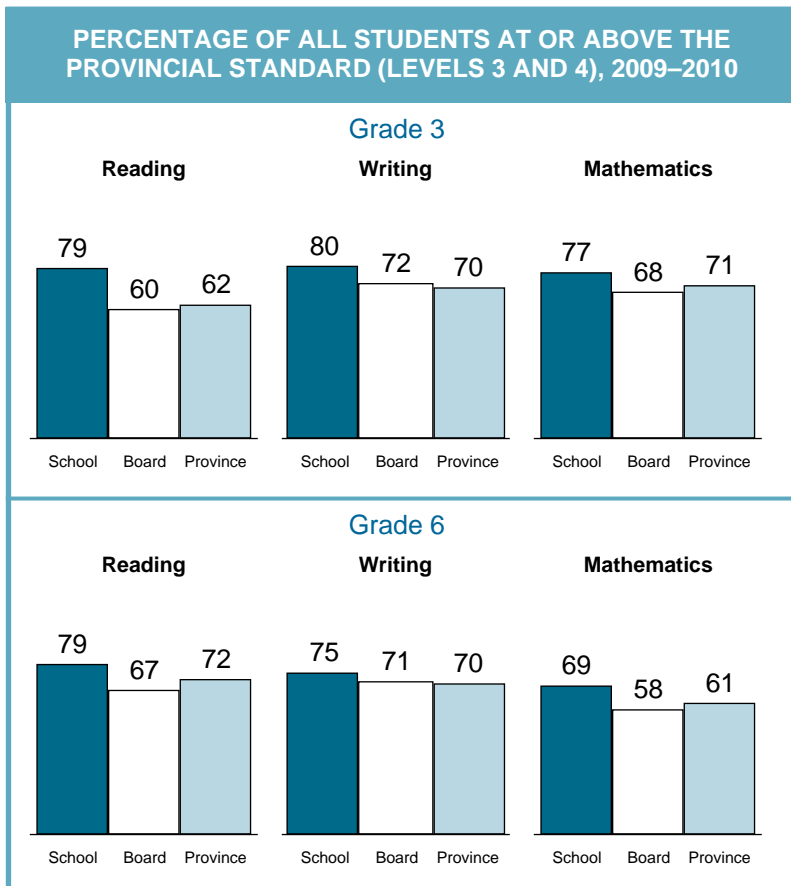 PERCENTAGE OF ALL STUDENTS AT OR ABOVE THE
PROVINCIAL STANDARD (LEVELS 3 AND 4), 2009–2010
Grade 3
Reading Writing Mathematics
79 60 62 80 72 70 77 68 71
School Board Province School Board Province School Board Province
Grade 6
Reading Writing Mathematics
79 67 72 75 71 70 69 58 61
School Board Province School Board Province School Board Province